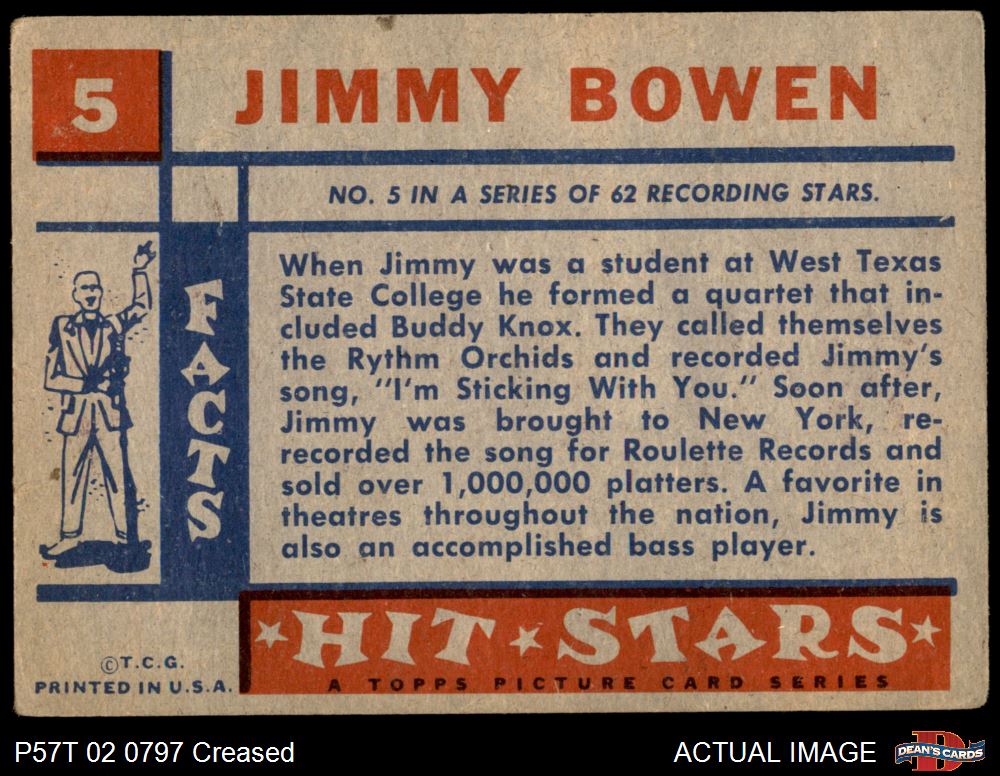 5
JIMMY BOWEN
NO. 5 IN A SERIES OF 62 RECORDING STARS.
FACTS
When Jimmy was a student at West Texas
State College he formed a quartet that in-
cluded Buddy Knox. They called themselves
the Rythm Orchids and recorded Jimmy's
song, "I'm Sticking With You." Soon after,
Jimmy was brought to New York, re-
recorded the song for Roulette Records and
sold over 1,000,000 platters. A favorite in
theatres throughout the nation, Jimmy is
also an accomplished bass player.
HIT STARS
A TOPPS PICTURE CARD SERIES
©T.C.G.
PRINTED IN U.S.A.
P57T 02 0797 Creased
ACTUAL IMAGE
DEAN'S CARDS